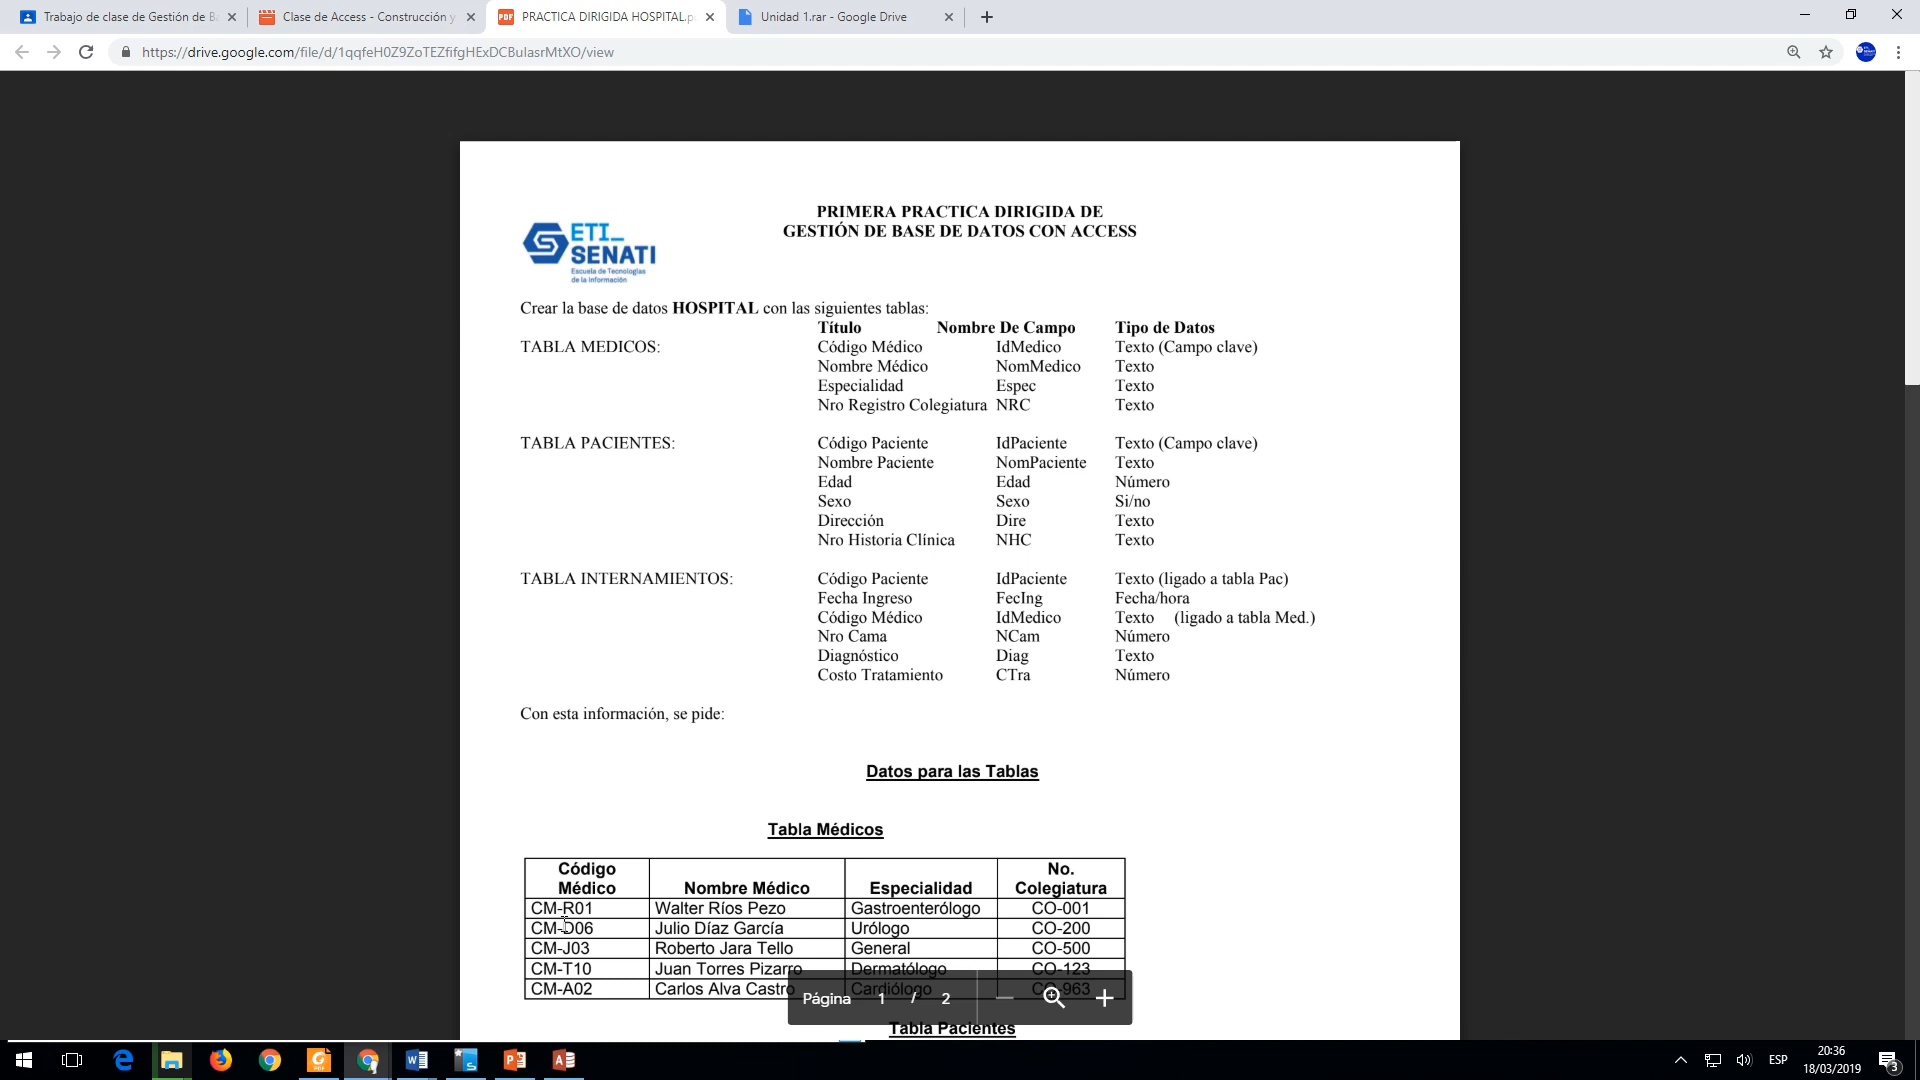 Trabajo de clase de Gestión de B
Clase de Access - Construcción y
PRACTICA DIRIGIDA HOSPITAL.p
Unidad 1.rar - Google Drive
https://drive.google.com/file/d/1qqfeH0Z9ZoTEZfifgHExDCBulasrMtXO/view
ETI_
SENATI
Escuela de Tecnologías
de la Información
PRIMERA PRACTICA DIRIGIDA DE
GESTIÓN DE BASE DE DATOS CON ACCESS
Crear la base de datos HOSPITAL con las siguientes tablas:
Título Nombre De Campo Tipo de Datos
TABLA MEDICOS: Código Médico IdMedico Texto (Campo clave)
Nombre Médico NomMedico Texto
Especialidad Espec Texto
Nro Registro Colegiatura NRC Texto
TABLA PACIENTES: Código Paciente IdPaciente Texto (Campo clave)
Nombre Paciente NomPaciente Texto
Edad Edad Número
Sexo Sexo Si/no
Dirección Dire Texto
Nro Historia Clínica NHC Texto
TABLA INTERNAMIENTOS: Código Paciente IdPaciente Texto (ligado a tabla Pac)
Fecha Ingreso FecIng Fecha/hora
Código Médico IdMedico Texto (ligado a tabla Med.)
Nro Cama NCam Número
Diagnóstico Diag Texto
Costo Tratamiento CTra Número
Con esta información, se pide:
Datos para las Tablas
Tabla Médicos
Código Médico Nombre Médico Especialidad No. Colegiatura
CM-R01 Walter Ríos Pezo Gastroenterólogo CO-001
CM-D06 Julio Díaz García Urólogo CO-200
CM-J03 Roberto Jara Tello General CO-500
CM-T10 Juan Torres Pizarro Dermatólogo CO-123
CM-A02 Carlos Alva Castro Cardiólogo CO-963
Página 1 / 2
Tabla Pacientes
ESP
20:36
18/03/2019
3